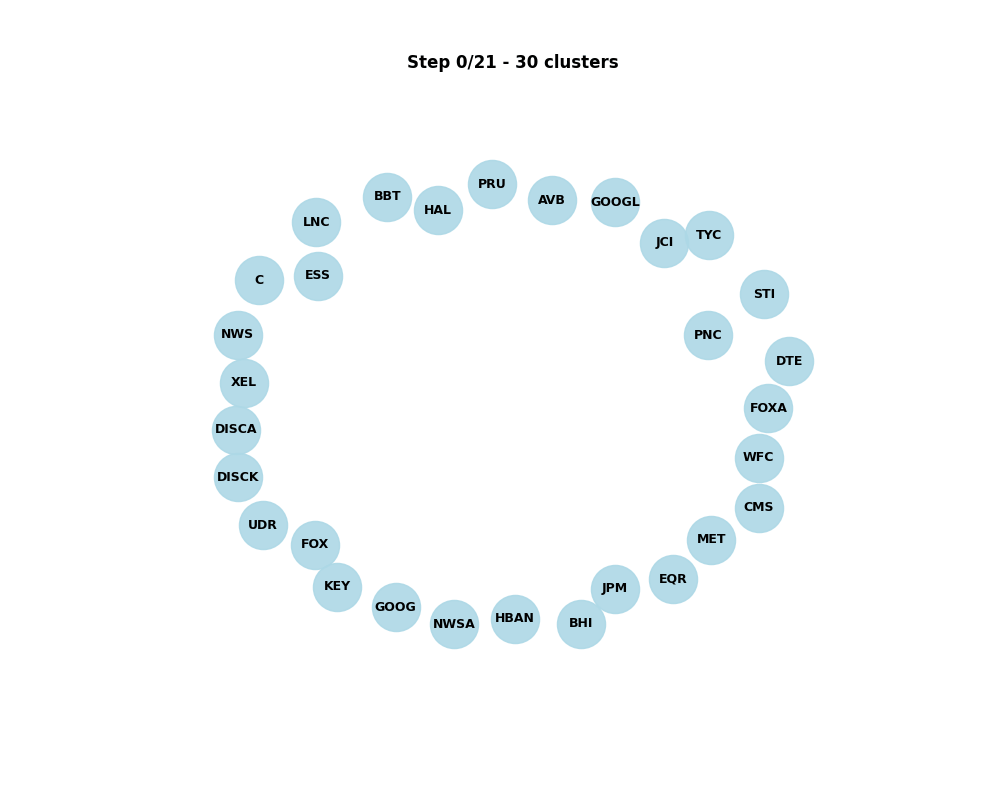 Step 0/21 - 30 clusters
PRU
BBT
AVB
GOOGL
HAL
LNC
TYC
JCI
ESS
C
STI
NWS
PNC
DTE
XEL
FOXA
DISCA
WFC
DISCK
CMS
UDR
MET
FOX
EQR
KEY
JPM
GOOG
HBAN
NWSA
BHI